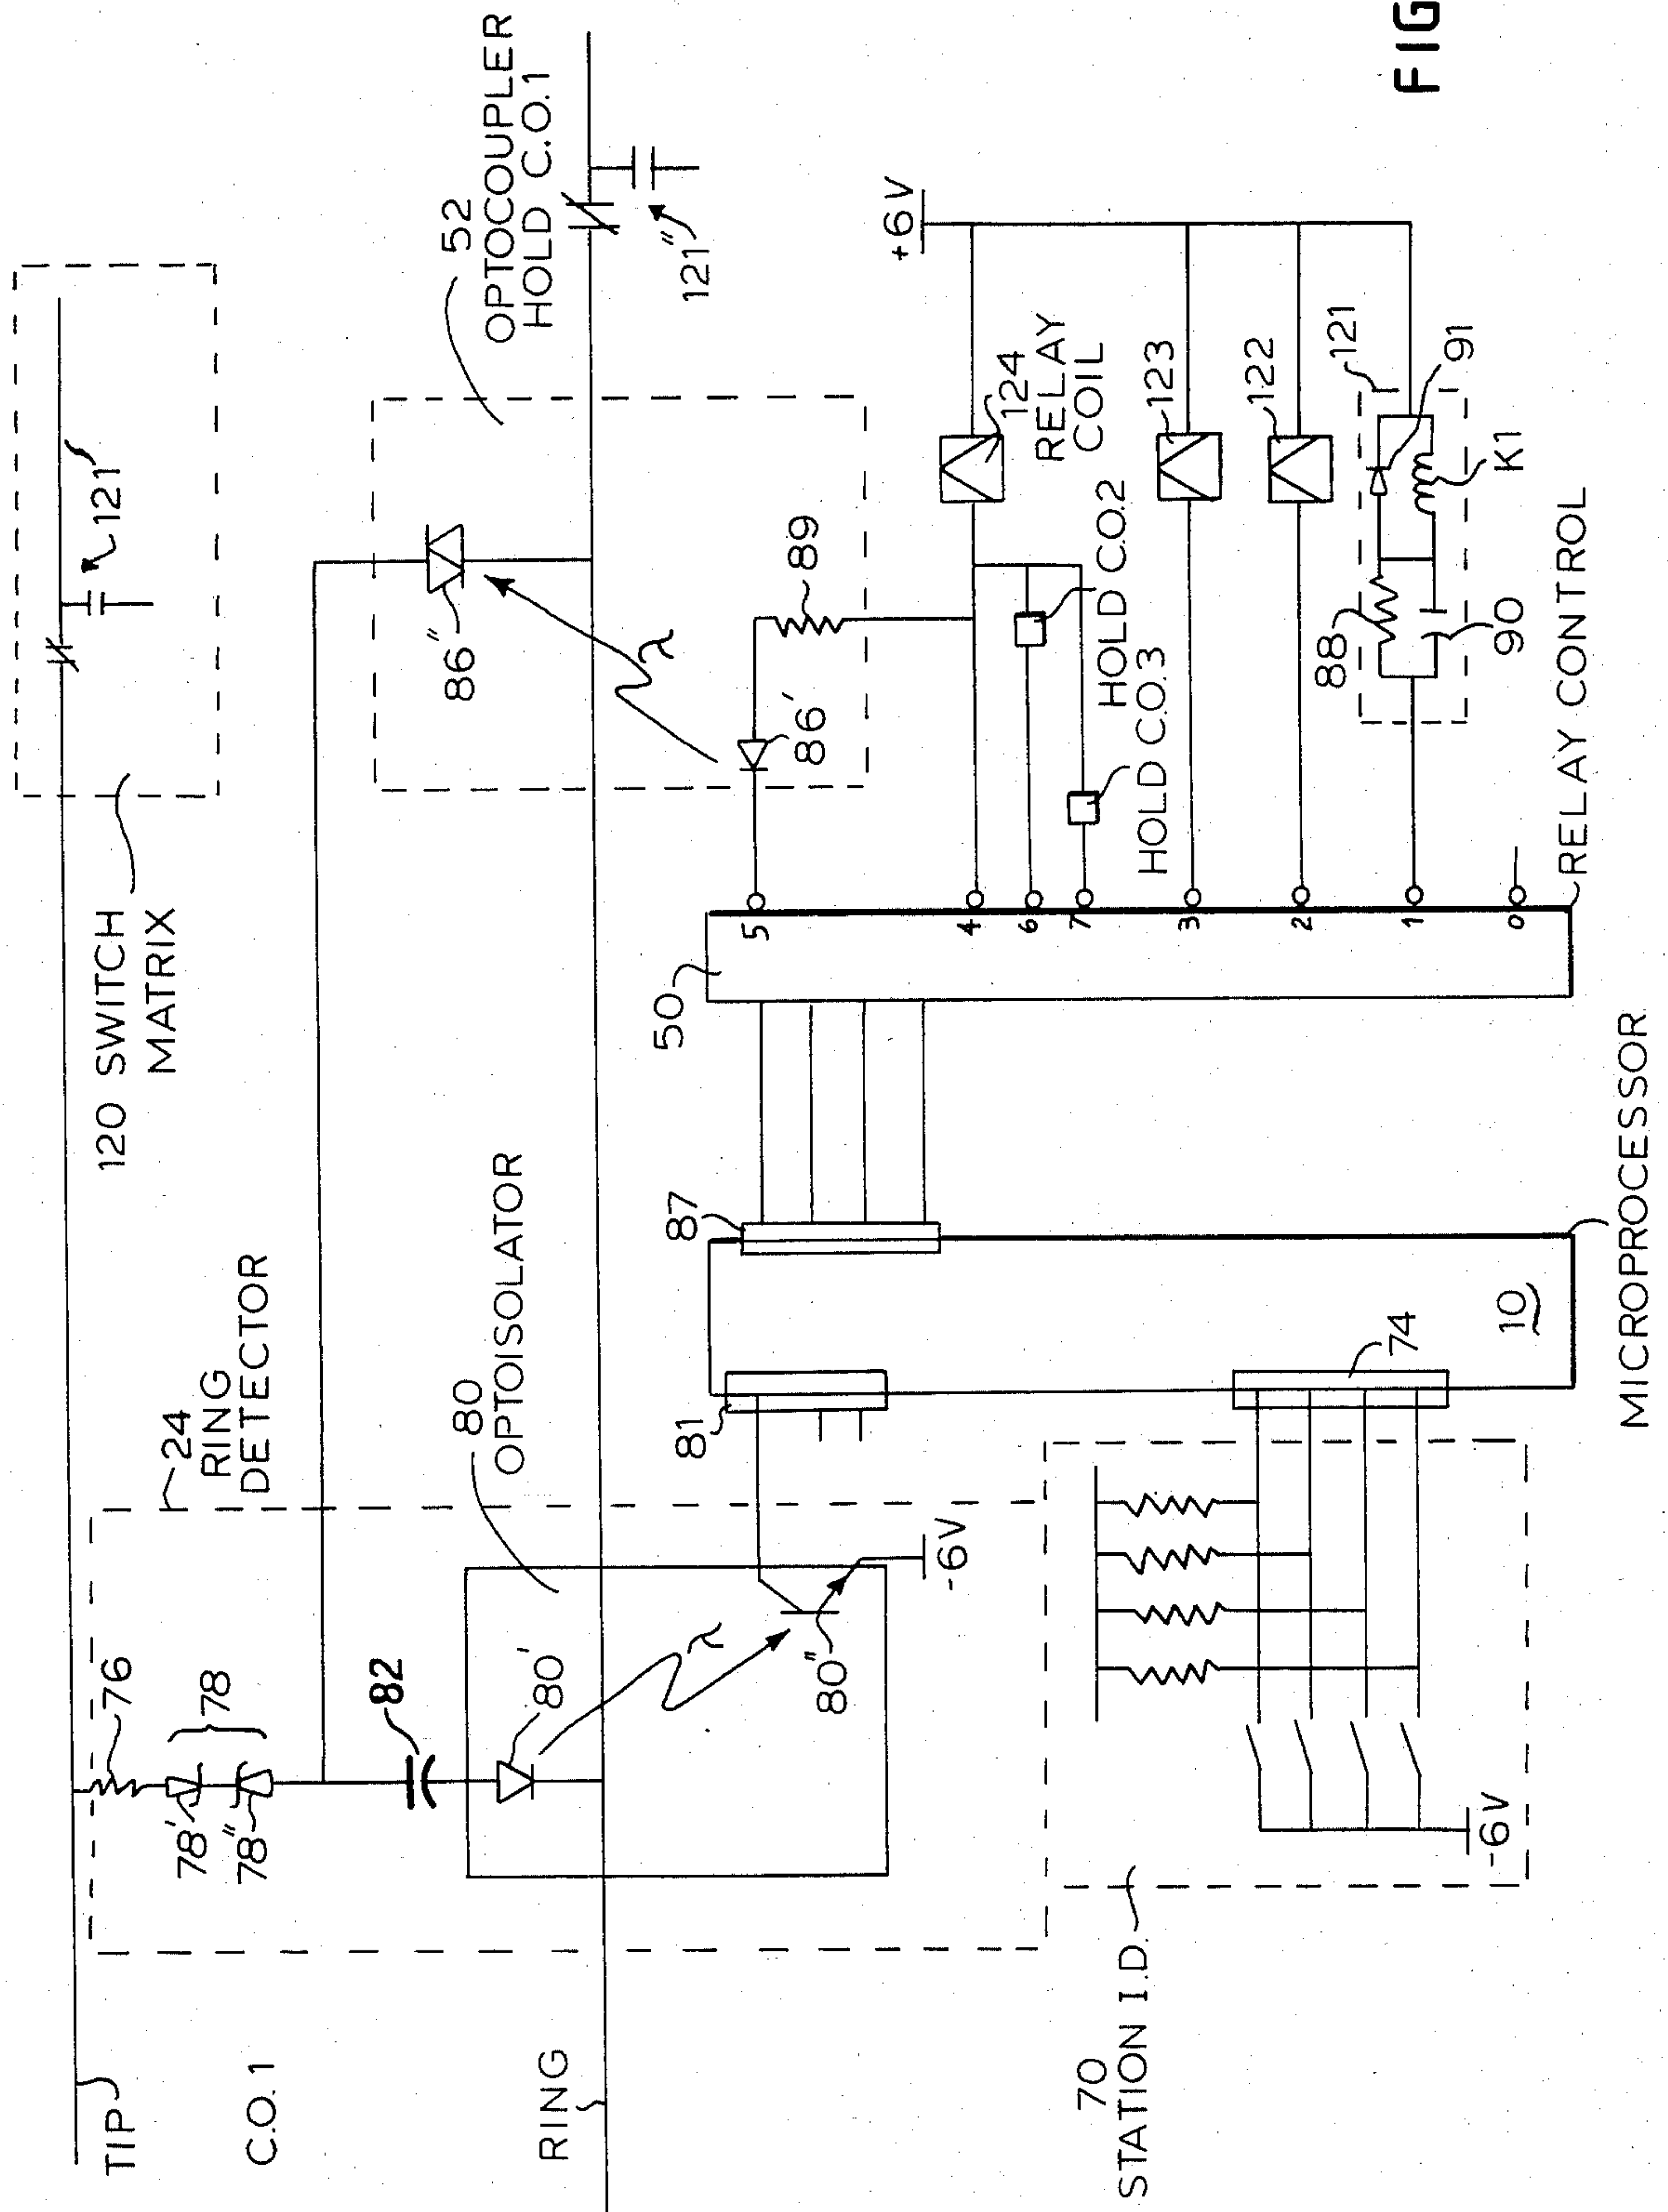 TIP
C.O.1
RING
76
78'
78"
78
24
RING
DETECTOR
82
80
OPTOISOLATOR
80'
80"
λ
-6V
120 SWITCH
MATRIX
121'
52
OPTOCOUPLER
HOLD C.O.1
86"
86'
λ
89
121"
+6V
124
RELAY
COIL
HOLD C.O.2
HOLD C.O.3
123
122
121
91
88
90
K1
RELAY CONTROL
50
5
4
6
7
3
2
1
0
87
81
74
10
MICROPROCESSOR
70
STATION I.D.
-6V
FIG